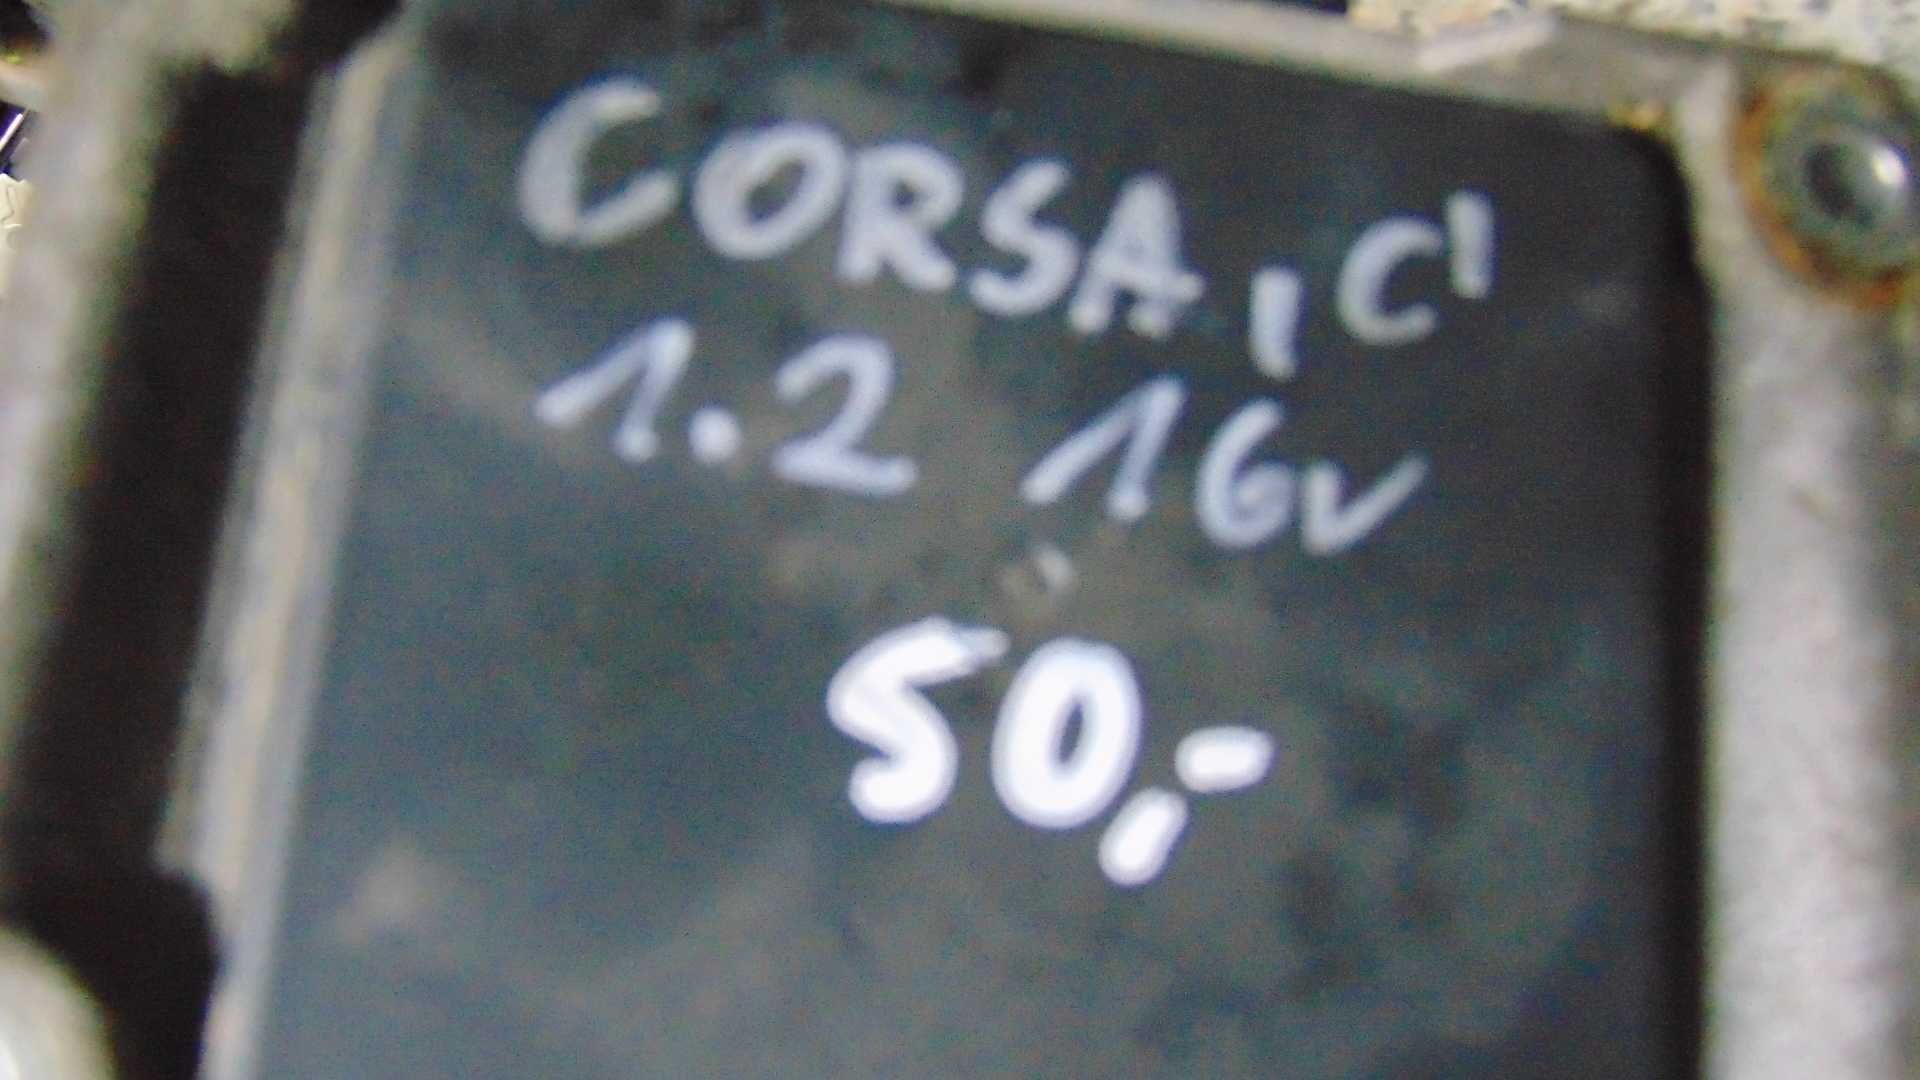 CORSA ,C'
1.2 16V
50,-